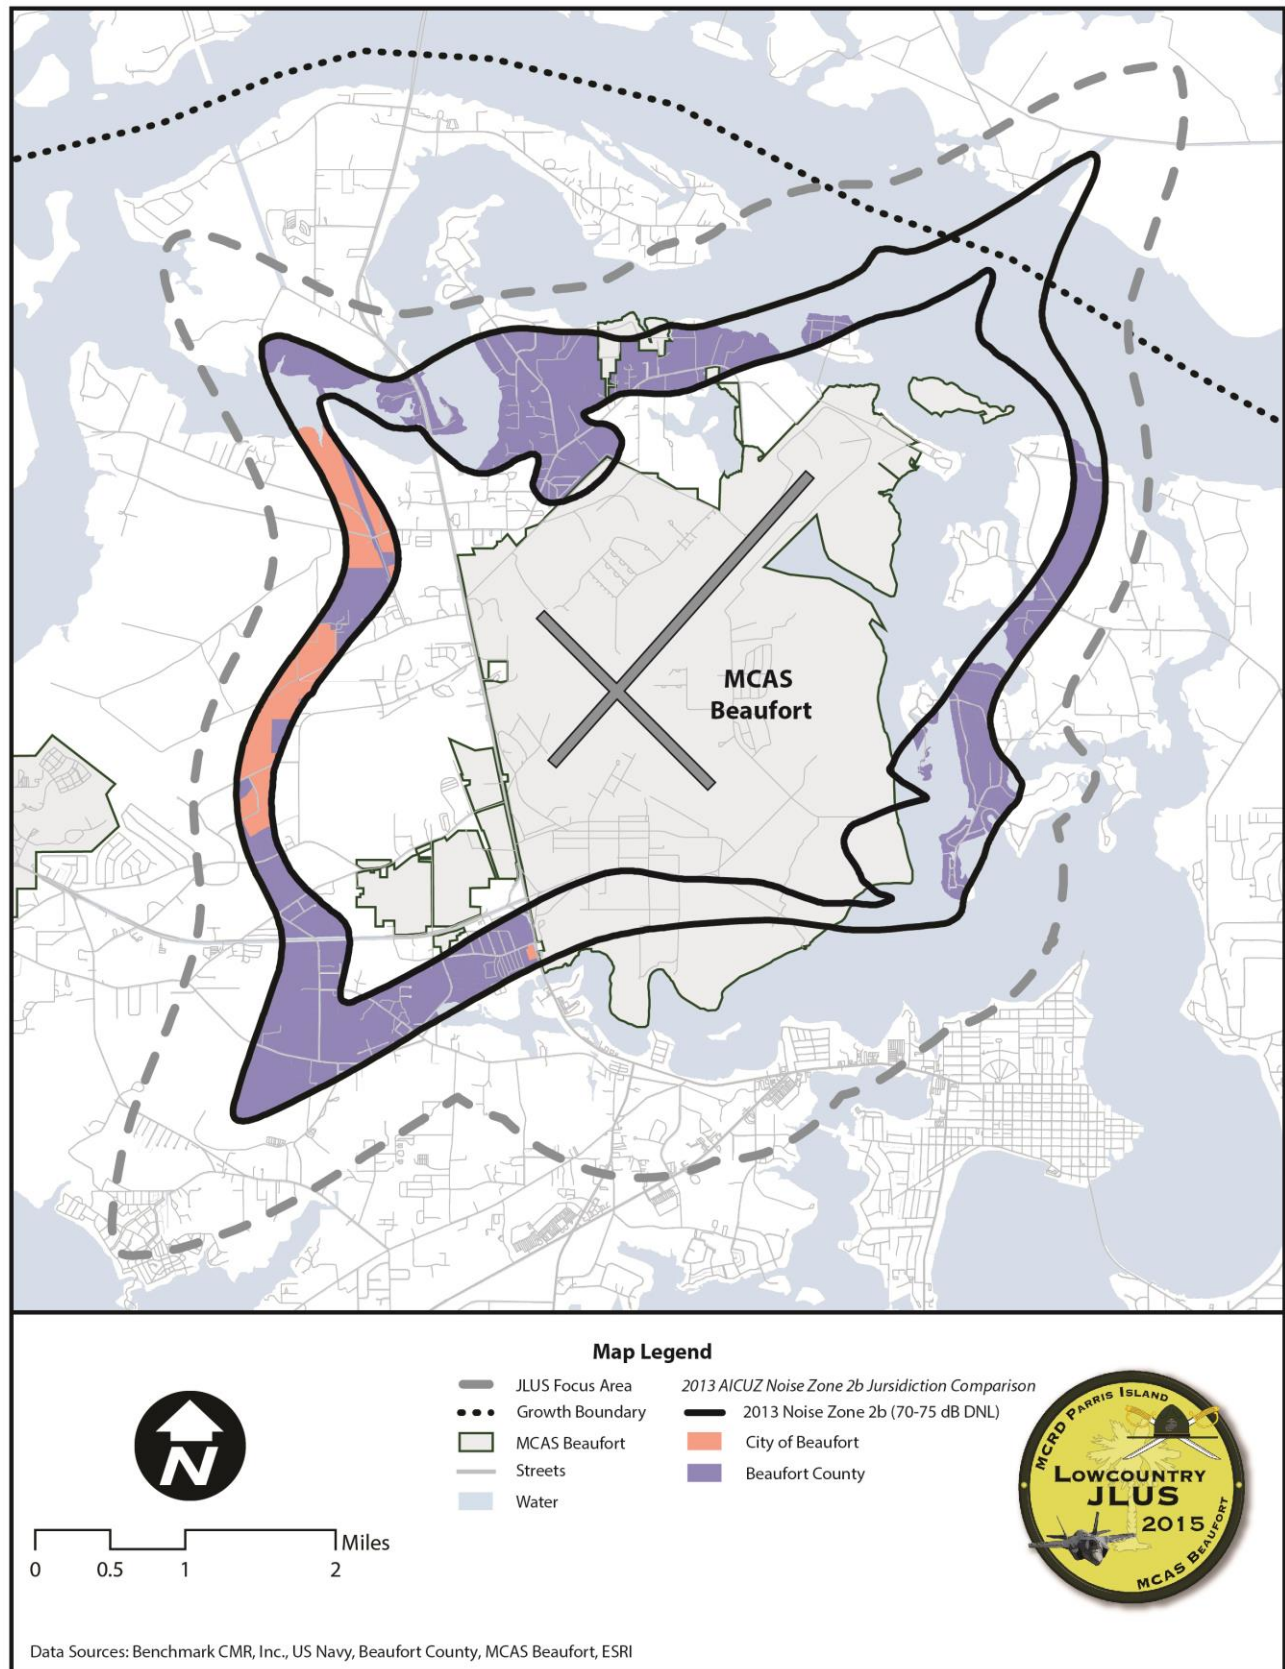 MCAS
Beaufort
Map Legend
JLUS Focus Area
Growth Boundary
MCAS Beaufort
Streets
Water
2013 AICUZ Noise Zone 2b Jursidiction Comparison
2013 Noise Zone 2b (70-75 dB DNL)
City of Beaufort
Beaufort County
N
Miles
0 0.5 1 2
MCRD PARRIS ISLAND
LOWCOUNTRY
JLUS
2015
MCAS BEAUFORT
Data Sources: Benchmark CMR, Inc., US Navy, Beaufort County, MCAS Beaufort, ESRI